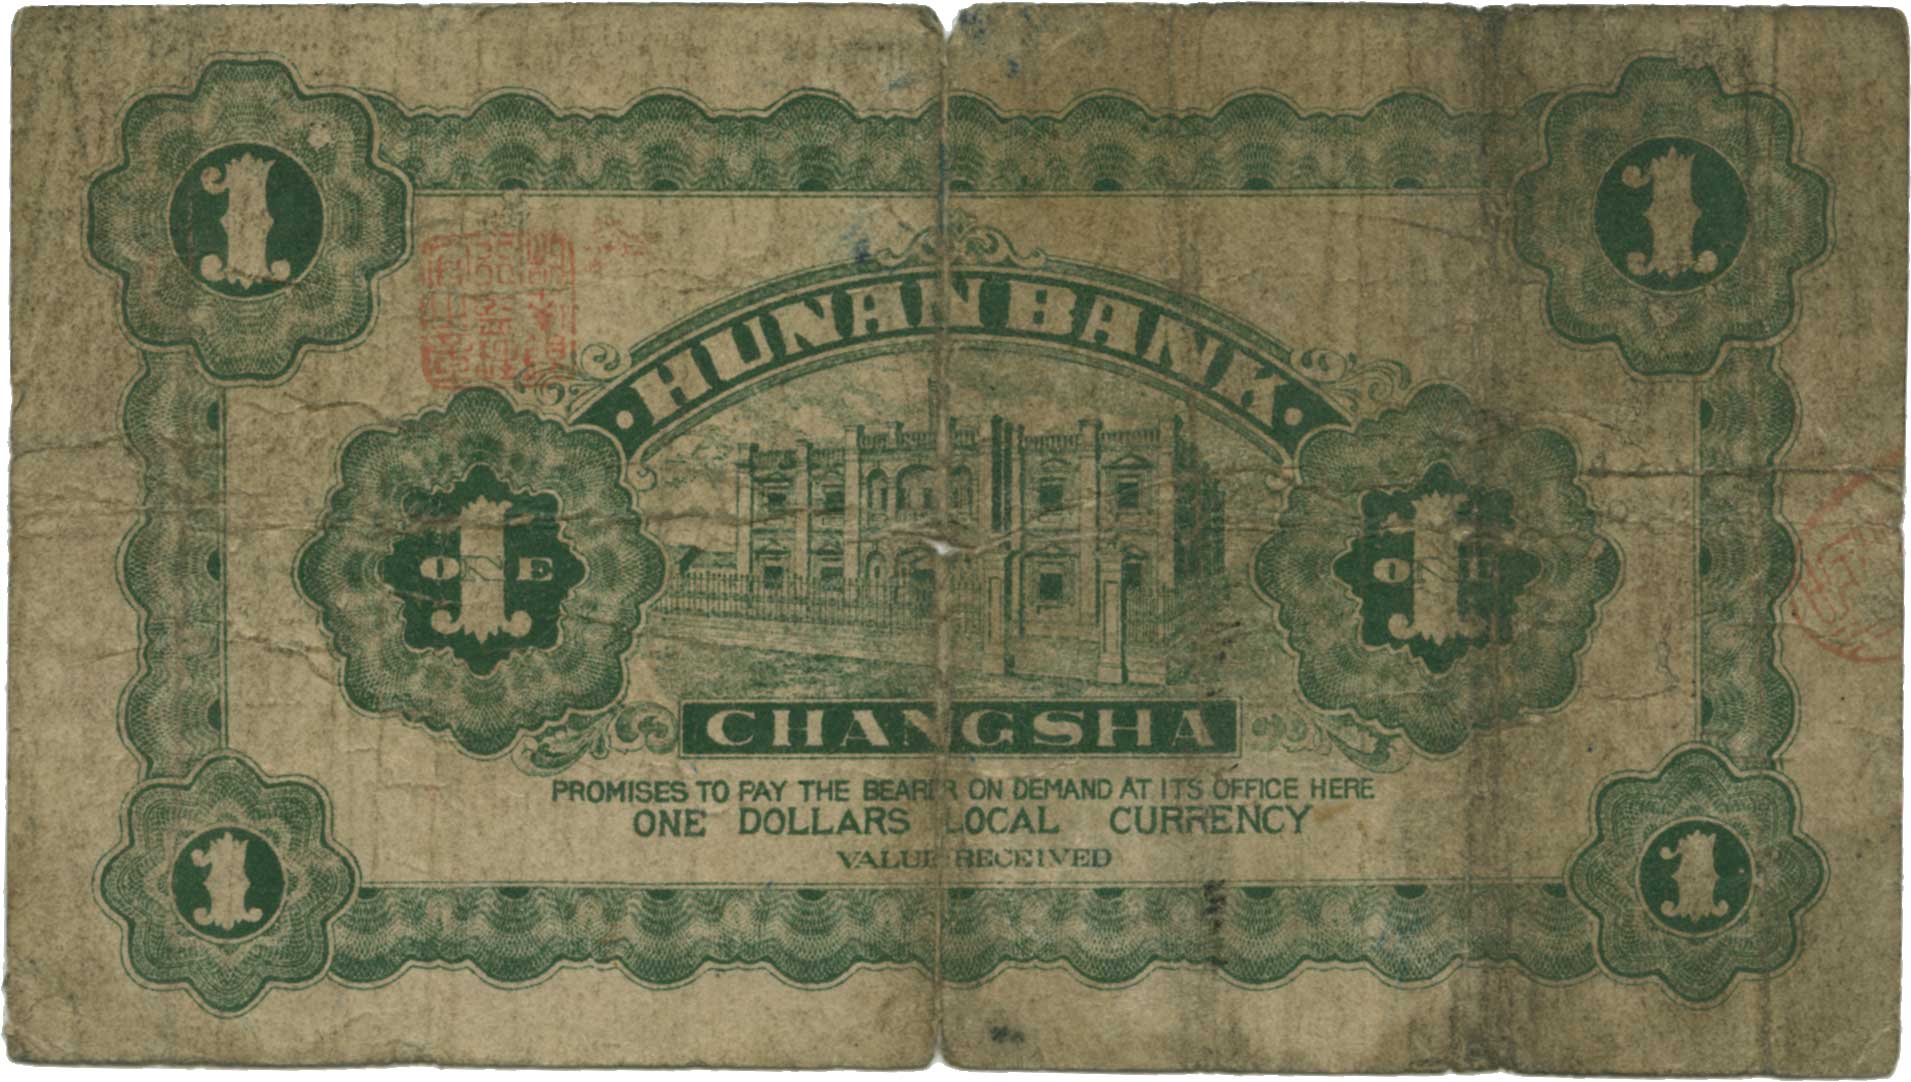 1 1
HUNAN BANK
1 ONE 1 ONE
CHANGSHA
PROMISES TO PAY THE BEARER ON DEMAND AT ITS OFFICE HERE
ONE DOLLARS LOCAL CURRENCY
VALUE RECEIVED
1 1